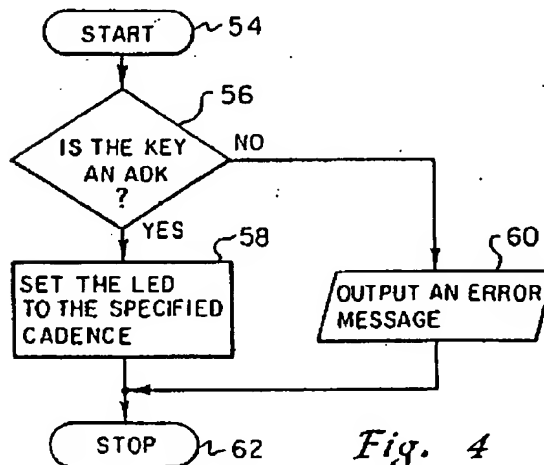 START
54
56
IS THE KEY
AN ADK
?
NO
YES
58
60
SET THE LED
TO THE SPECIFIED
CADENCE
OUTPUT AN ERROR
MESSAGE
STOP
62
Fig. 4